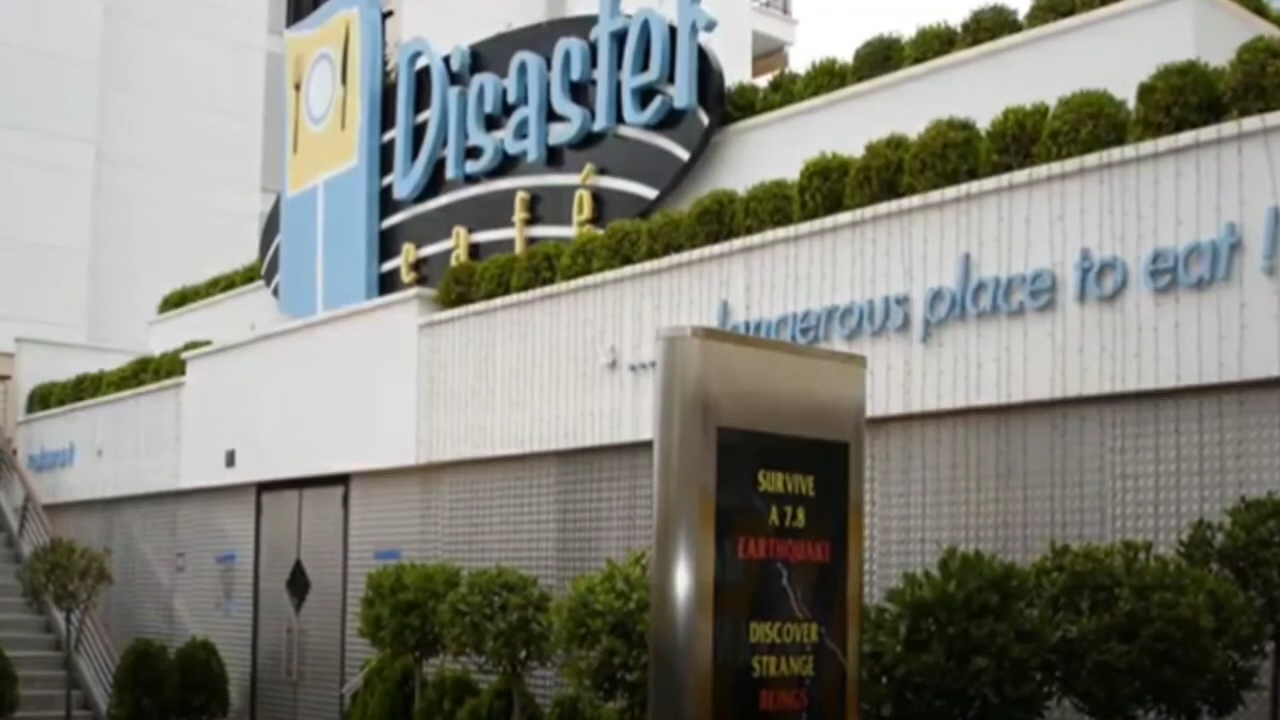 Disaster
café
... dangerous place to eat !
SURVIVE
A 7.8
EARTHQUAKE
DISCOVER
STRANGE
BEINGS